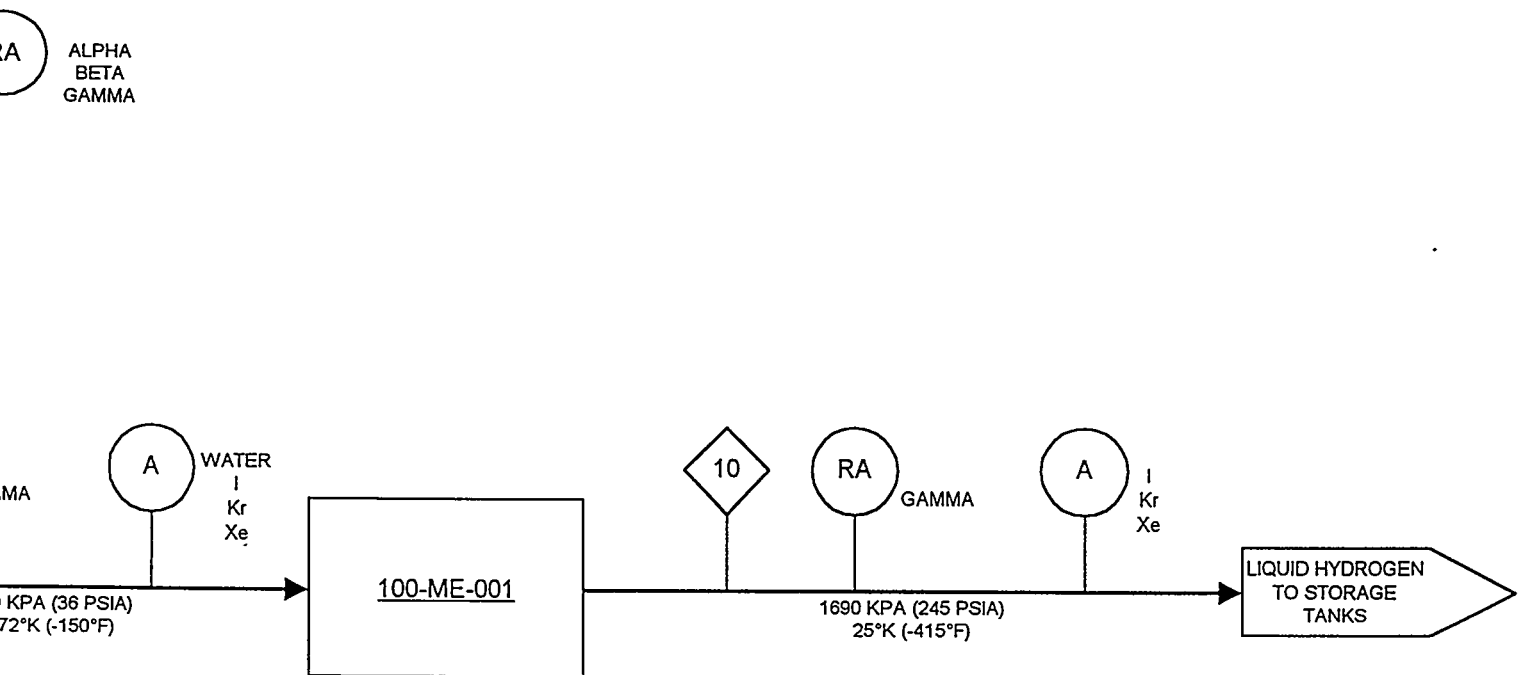 RA
ALPHA
BETA
GAMMA
A
WATER
I
Kr
Xe
MA
10
RA
GAMMA
A
I
Kr
Xe
100-ME-001
KPA (36 PSIA)
72°K (-150°F)
1690 KPA (245 PSIA)
25°K (-415°F)
LIQUID HYDROGEN
TO STORAGE
TANKS